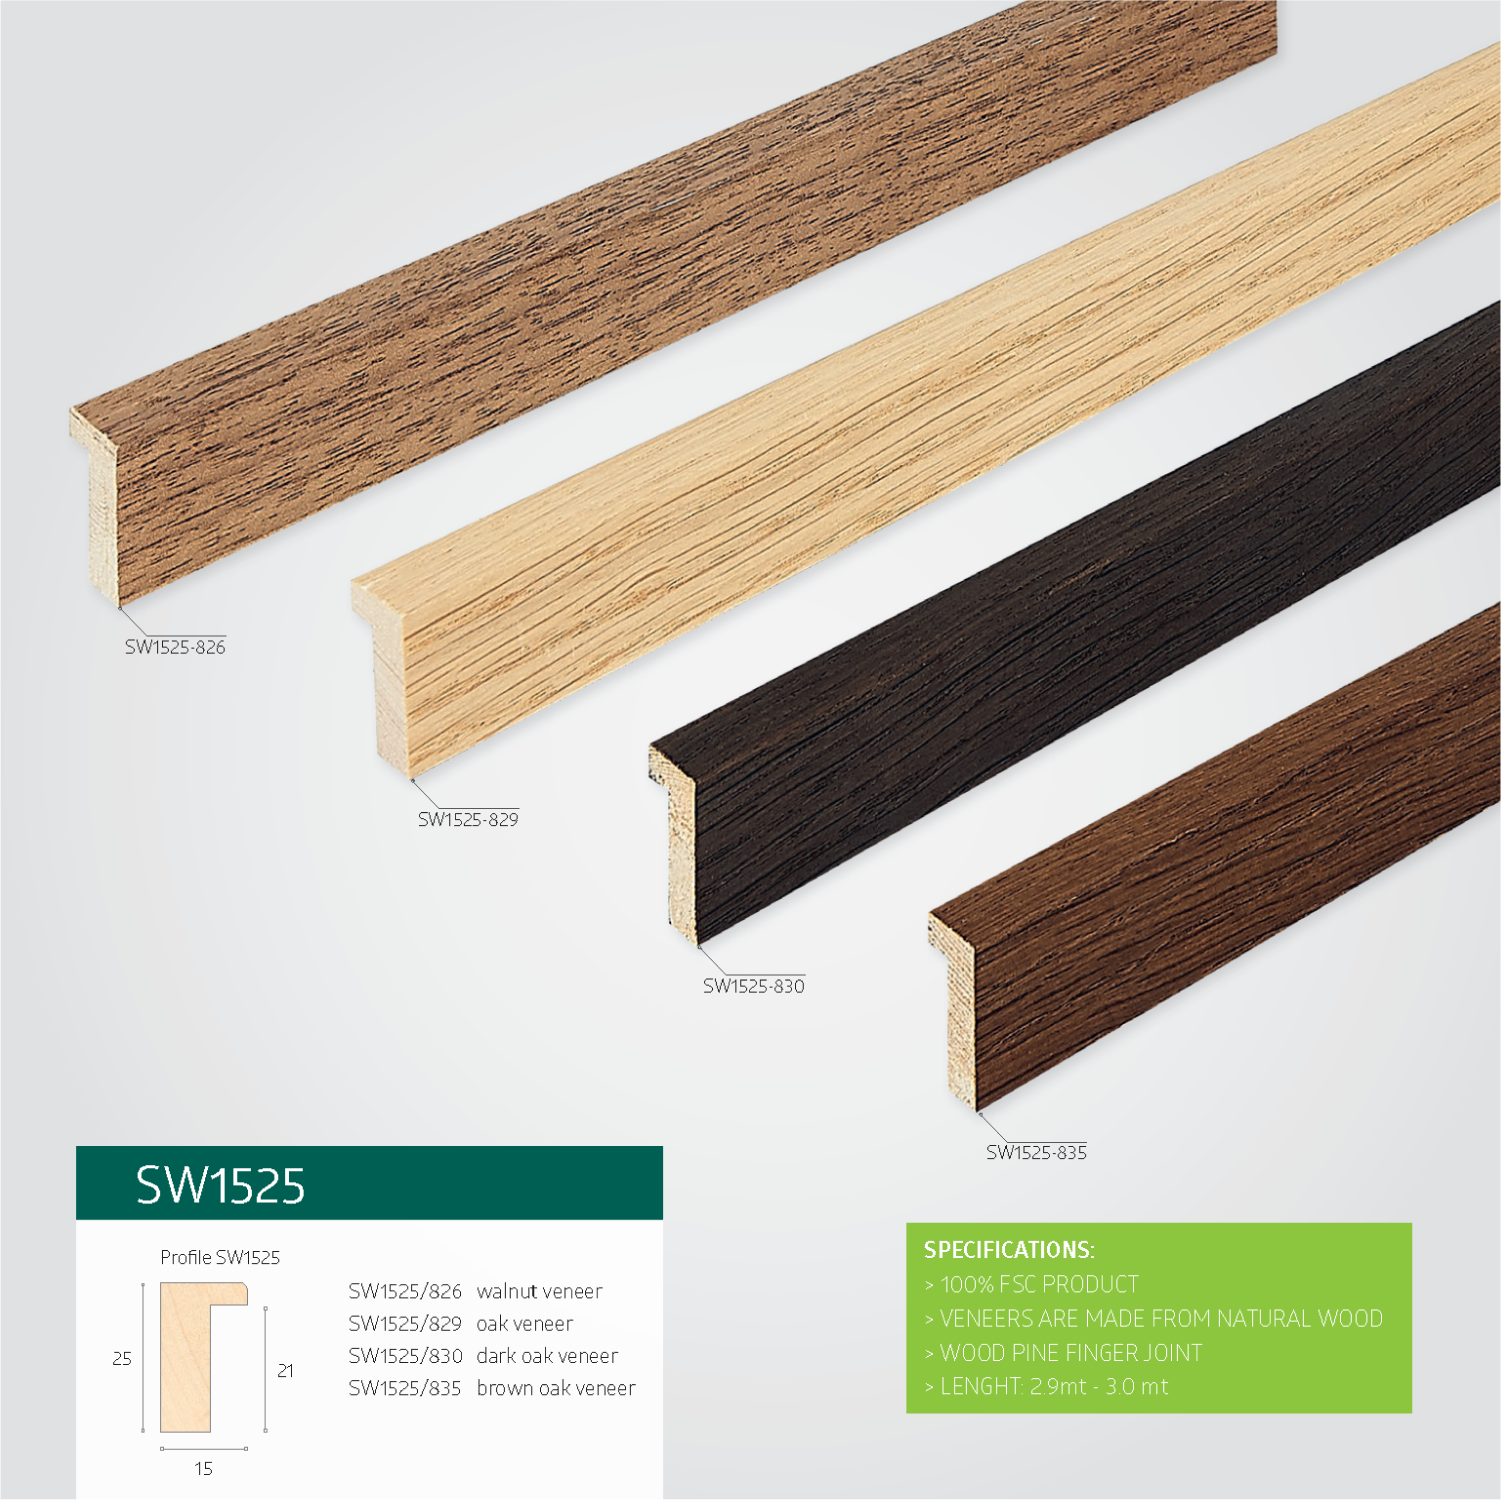 SW1525-826
SW1525-829
SW1525-830
SW1525-835
SW1525
Profile SW1525
25
21
15
SW1525/826 walnut veneer
SW1525/829 oak veneer
SW1525/830 dark oak veneer
SW1525/835 brown oak veneer
SPECIFICATIONS:
> 100% FSC PRODUCT
> VENEERS ARE MADE FROM NATURAL WOOD
> WOOD PINE FINGER JOINT
> LENGHT: 2.9mt - 3.0 mt